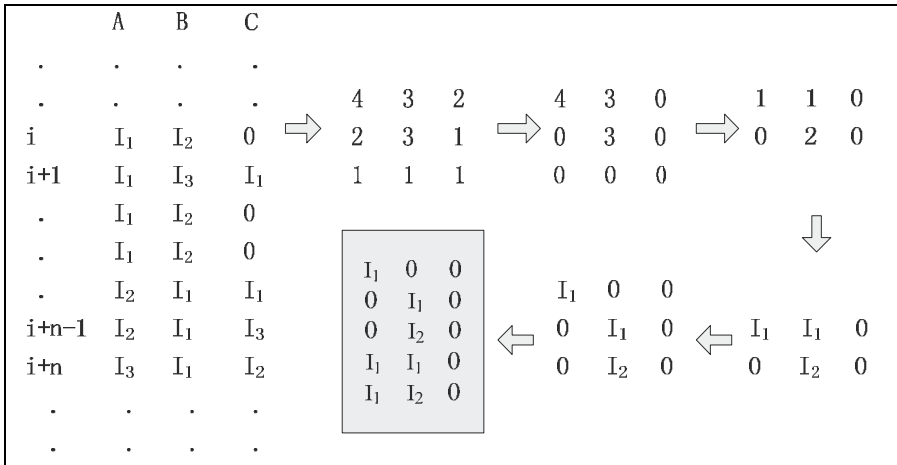 A B C
. . . .
. . . .
i I₁ I₂ 0
i+1 I₁ I₃ I₁
. I₁ I₂ 0
. I₁ I₂ 0
. I₂ I₁ I₁
i+n-1 I₂ I₁ I₃
i+n I₃ I₁ I₂
. . . .
. . . .
4 3 2
2 3 1
1 1 1
4 3 0
0 3 0
0 0 0
1 1 0
0 2 0
I₁ I₁ 0
0 I₂ 0
I₁ 0 0
0 I₁ 0
0 I₂ 0
I₁ 0 0
0 I₁ 0
0 I₂ 0
I₁ I₁ 0
I₁ I₂ 0